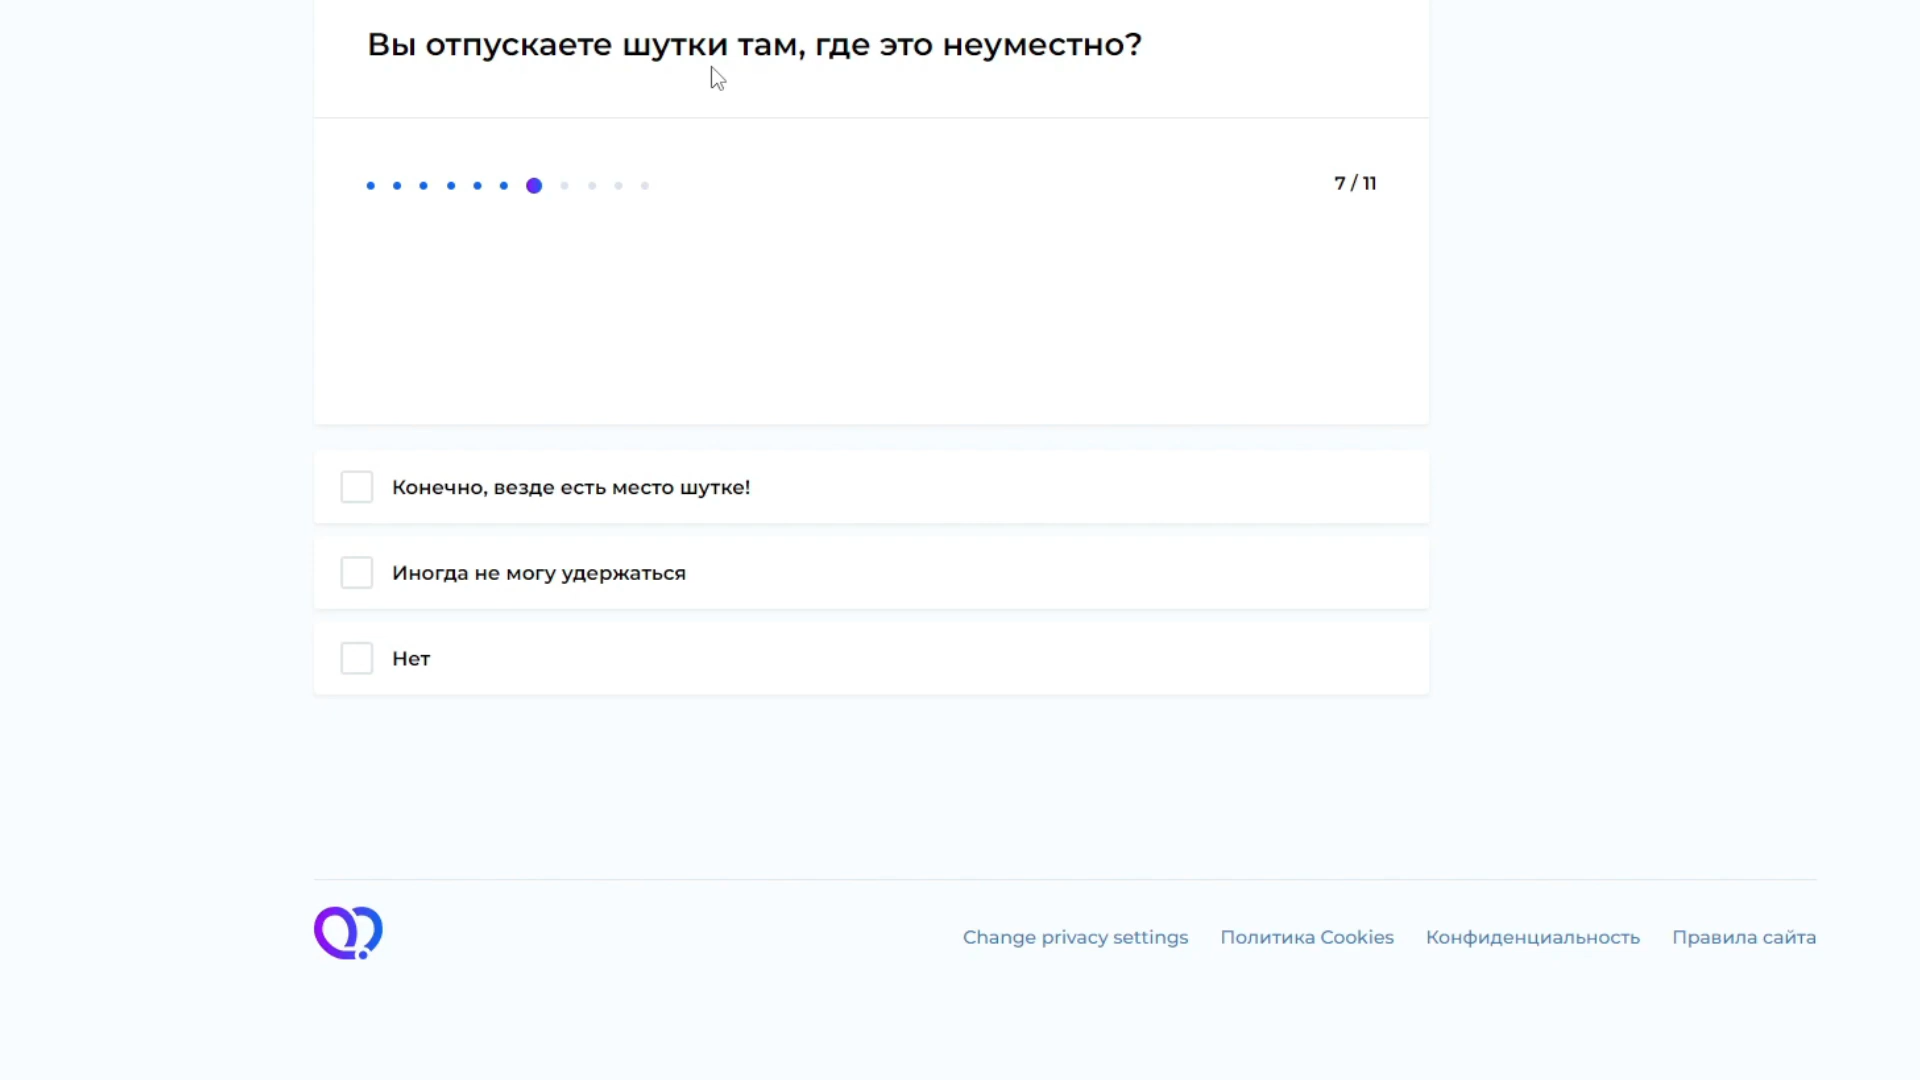 Вы отпускаете шутки там, где это неуместно?
7 / 11
Конечно, везде есть место шутке!
Иногда не могу удержаться
Нет
Change privacy settings Политика Cookies Конфиденциальность Правила сайта